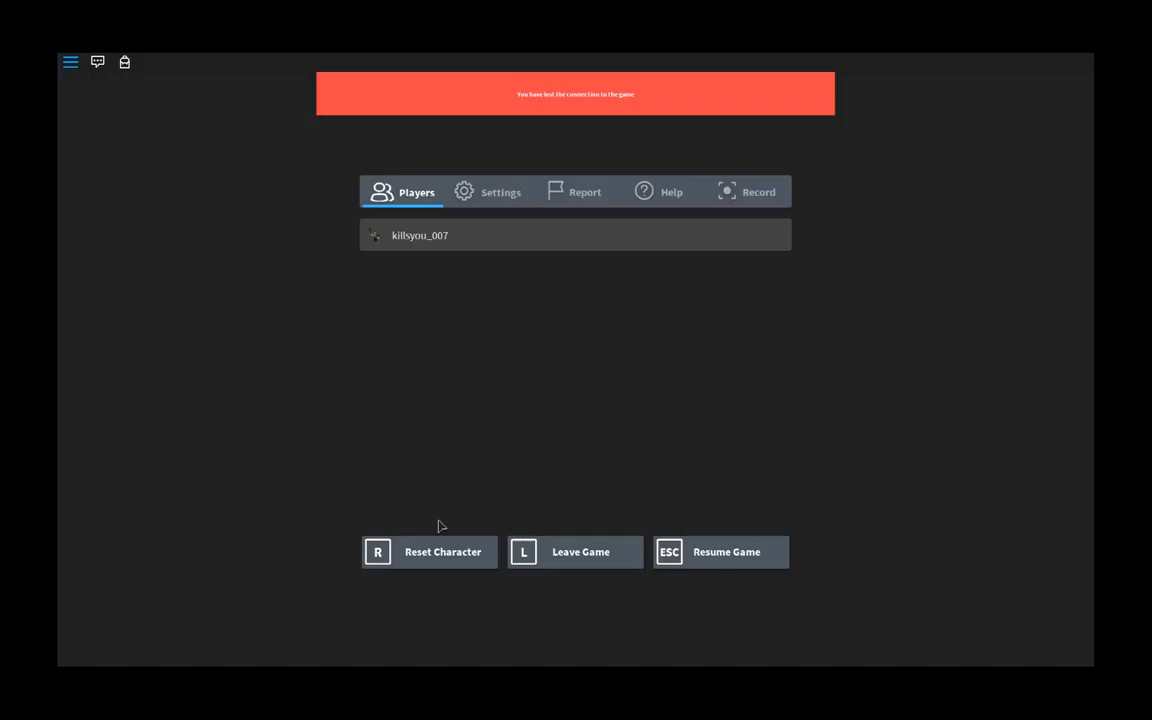 You have lost the connection to the game
Players Settings Report Help Record
killsyou_007
R Reset Character L Leave Game ESC Resume Game